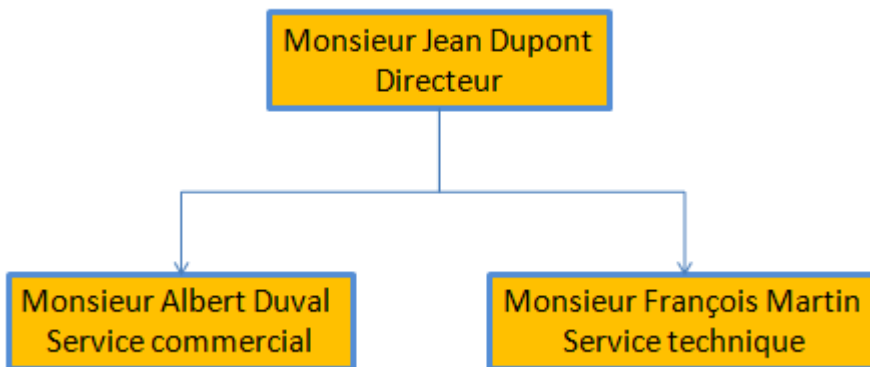 Monsieur Jean Dupont
Directeur
Monsieur Albert Duval
Service commercial
Monsieur François Martin
Service technique